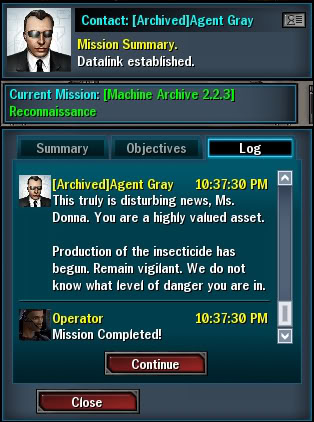 Contact: [Archived]Agent Gray
Mission Summary.
Datalink established.
Current Mission: [Machine Archive 2.2.3]
Reconnaissance
Summary
Objectives
Log
[Archived]Agent Gray 10:37:30 PM
This truly is disturbing news, Ms.
Donna. You are a highly valued asset.
Production of the insecticide has
begun. Remain vigilant. We do not
know what level of danger you are in.
Operator 10:37:30 PM
Mission Completed!
Continue
Close